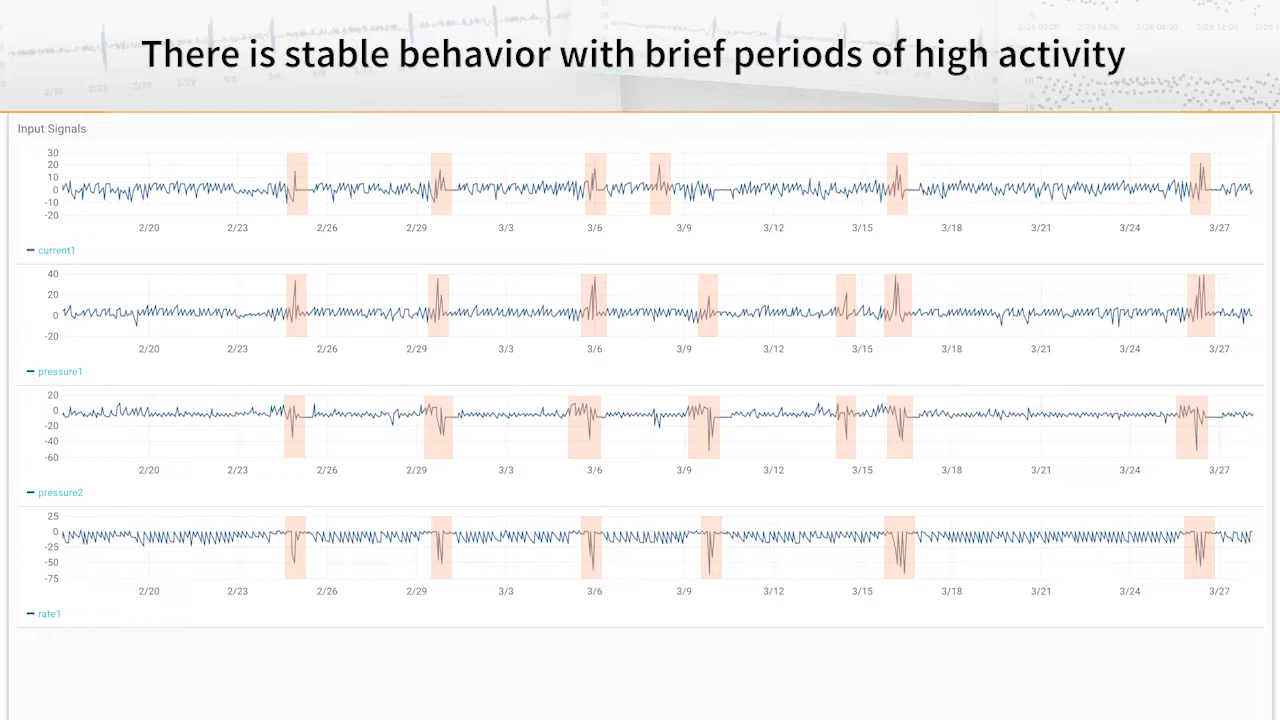 There is stable behavior with brief periods of high activity
Input Signals
30
20
10
0
-10
-20
2/20 2/23 2/26 2/29 3/3 3/6 3/9 3/12 3/15 3/18 3/21 3/24 3/27
current1
40
20
0
-20
2/20 2/23 2/26 2/29 3/3 3/6 3/9 3/12 3/15 3/18 3/21 3/24 3/27
pressure1
20
0
-20
-40
-60
2/20 2/23 2/26 2/29 3/3 3/6 3/9 3/12 3/15 3/18 3/21 3/24 3/27
pressure2
25
0
-25
-50
-75
2/20 2/23 2/26 2/29 3/3 3/6 3/9 3/12 3/15 3/18 3/21 3/24 3/27
rate1